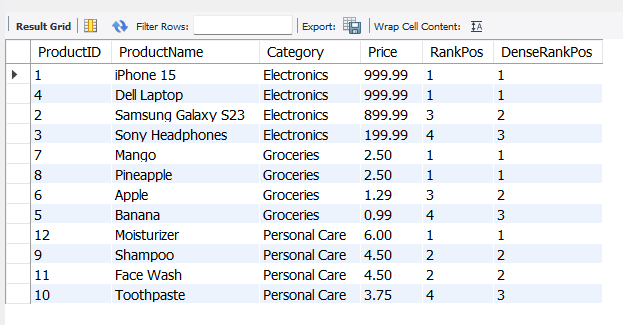 Result Grid Filter Rows: Export: Wrap Cell Content: IA
ProductID ProductName Category Price RankPos DenseRankPos
1 iPhone 15 Electronics 999.99 1 1
4 Dell Laptop Electronics 999.99 1 1
2 Samsung Galaxy S23 Electronics 899.99 3 2
3 Sony Headphones Electronics 199.99 4 3
7 Mango Groceries 2.50 1 1
8 Pineapple Groceries 2.50 1 1
6 Apple Groceries 1.29 3 2
5 Banana Groceries 0.99 4 3
12 Moisturizer Personal Care 6.00 1 1
9 Shampoo Personal Care 4.50 2 2
11 Face Wash Personal Care 4.50 2 2
10 Toothpaste Personal Care 3.75 4 3